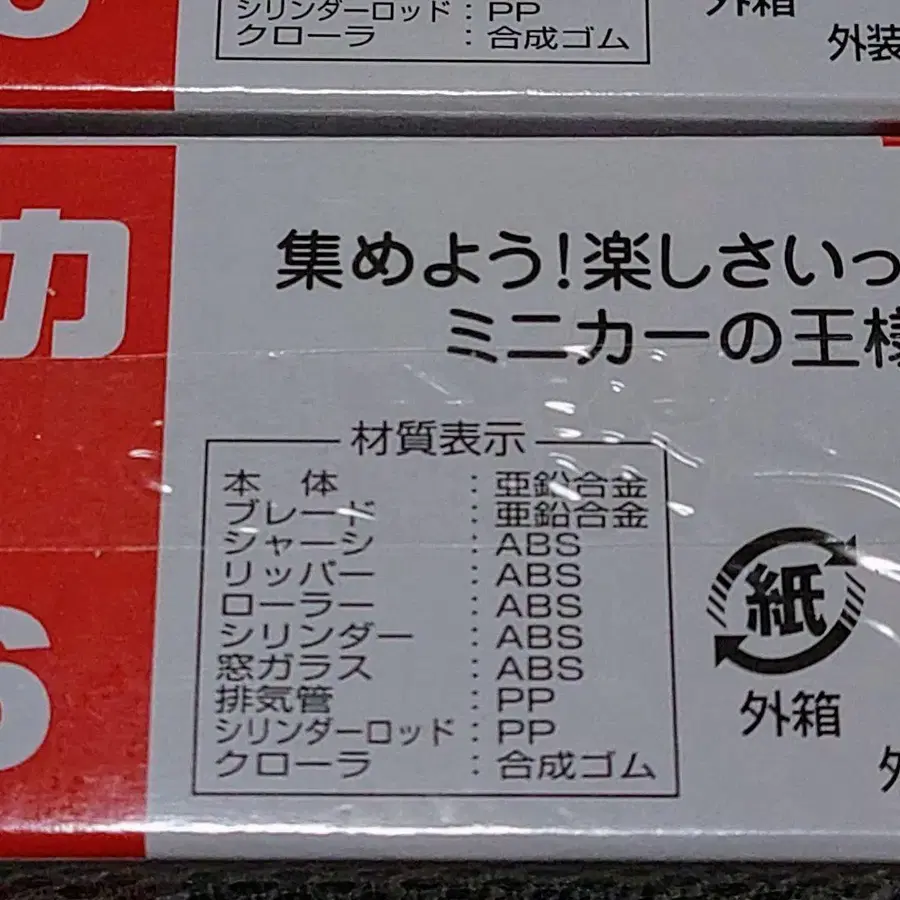 シリンダーロッド : PP
クローラ : 合成ゴム
外箱
外装
カ
集めよう!楽しさいっ
ミニカーの王様
材質表示
本 体 : 亜鉛合金
ブレード : 亜鉛合金
シャーシ : ABS
リッパー : ABS
ローラー : ABS
シリンダー : ABS
窓ガラス : ABS
排気管 : PP
シリンダーロッド : PP
クローラ : 合成ゴム
紙
外箱
6